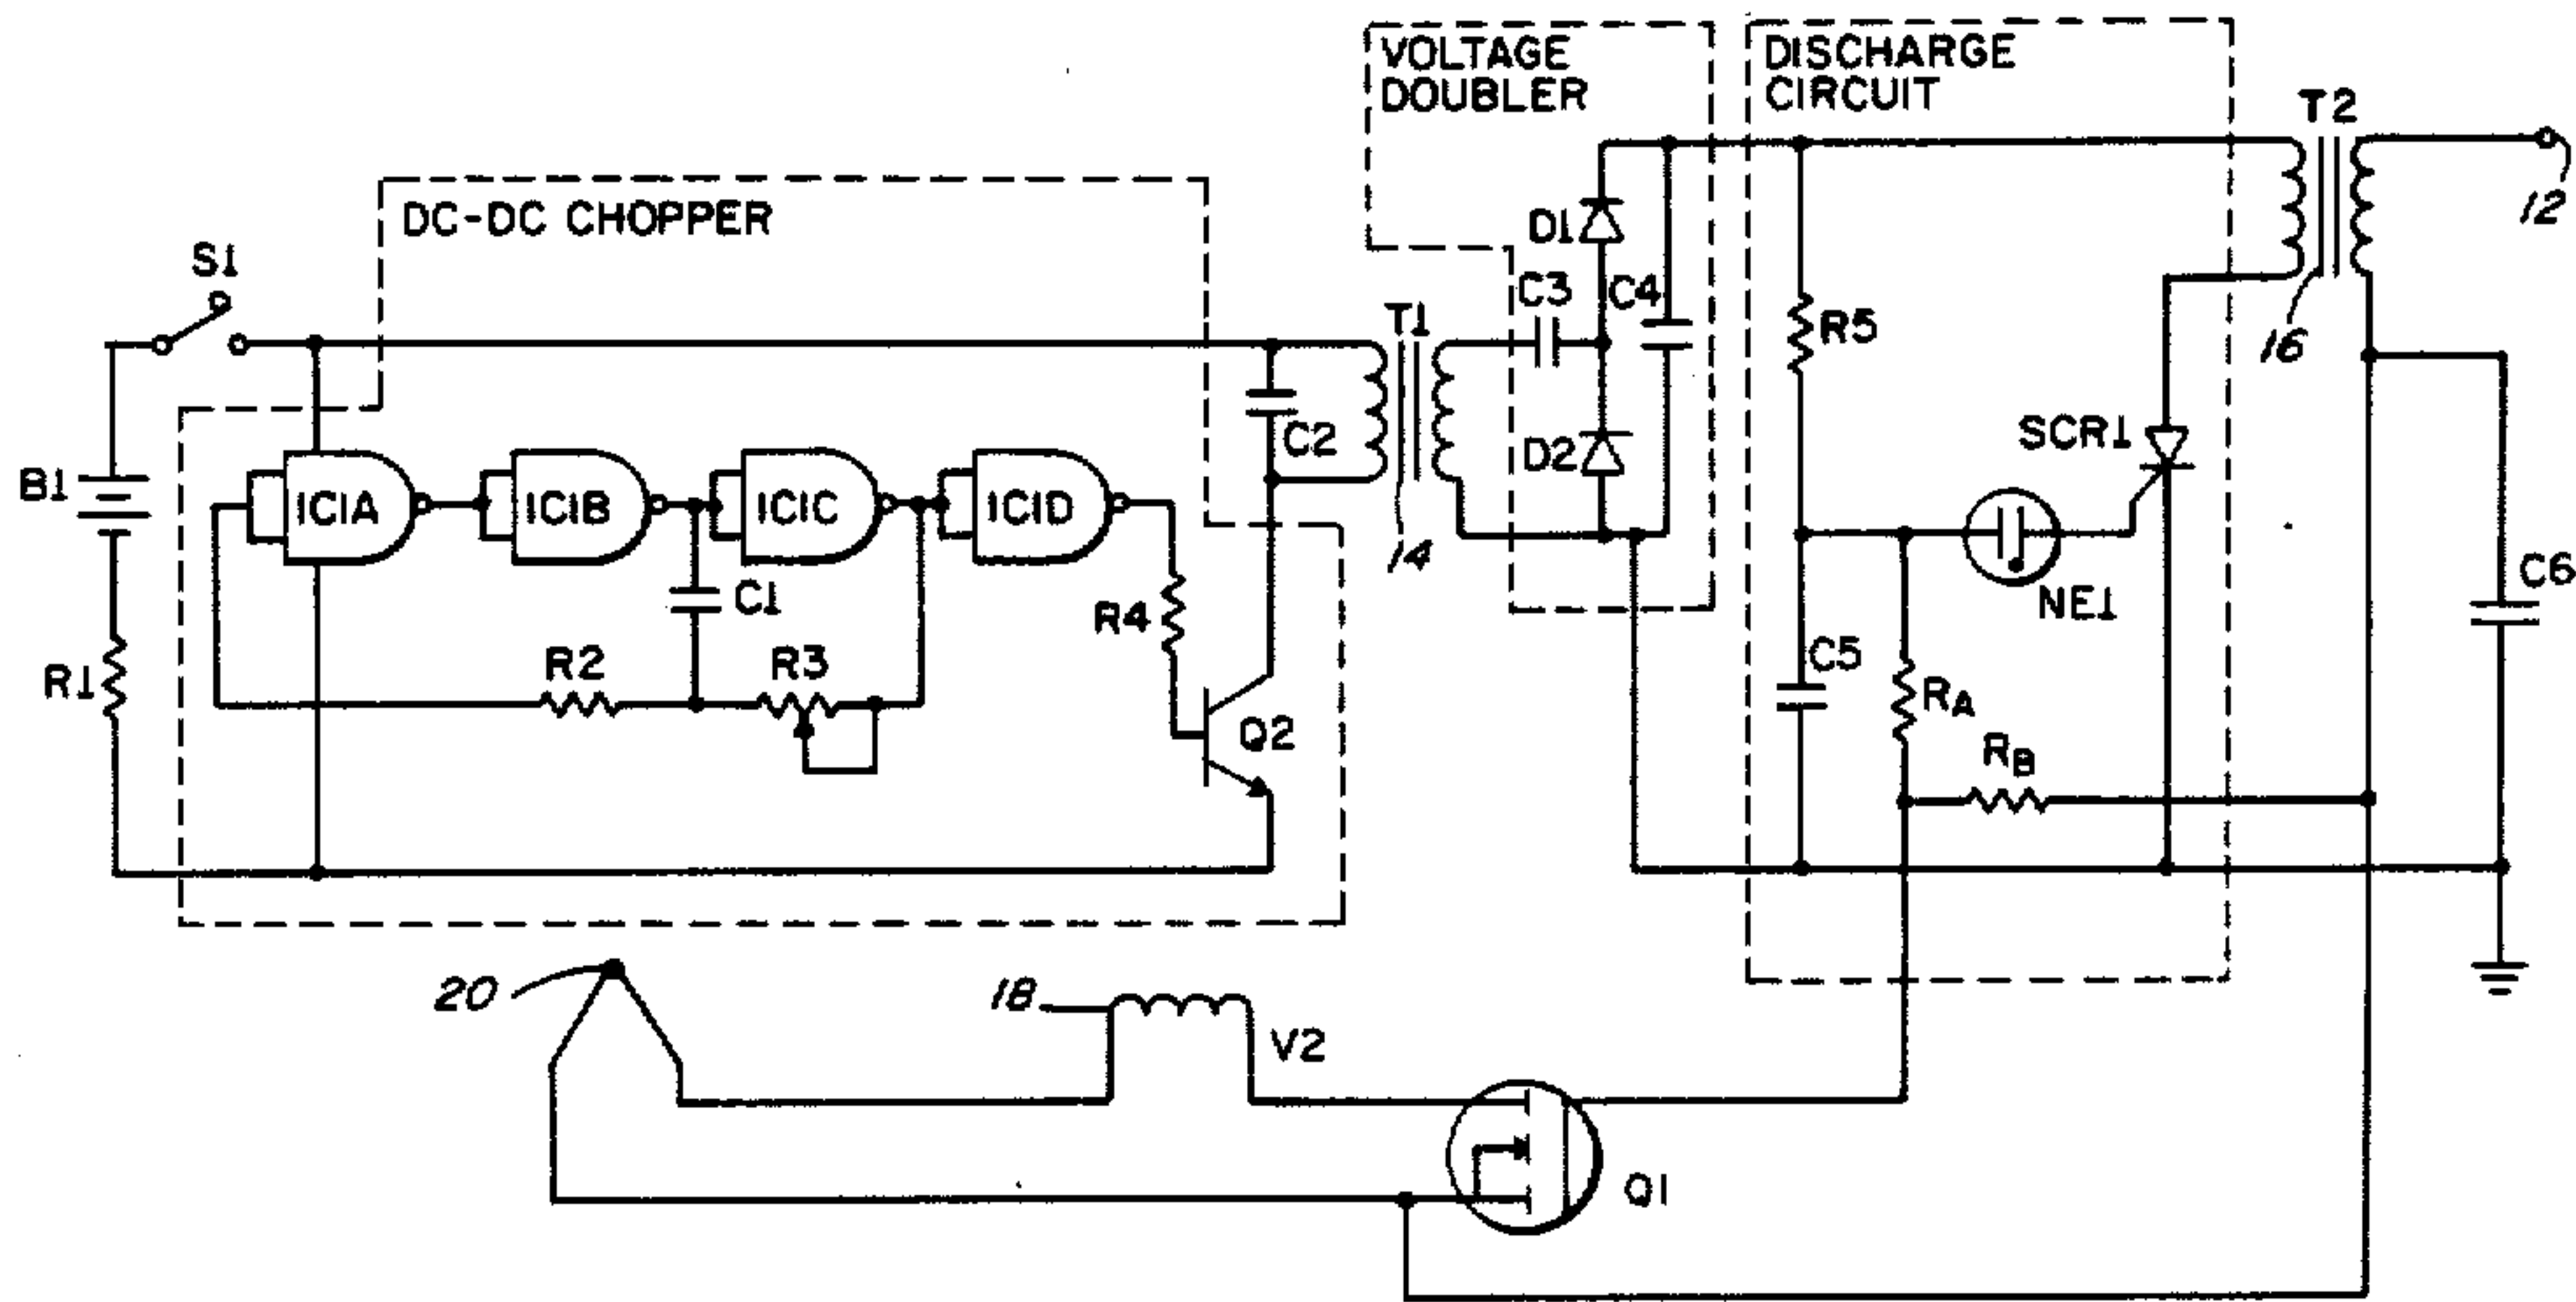 VOLTAGE
DOUBLER
DISCHARGE
CIRCUIT
T2
12
DC-DC CHOPPER
S1
D1
C3
C4
T1
R5
16
C2
D2
SCR1
B1
IC1A
IC1B
IC1C
IC1D
14
NE1
C6
C1
R4
R1
R2
R3
Q2
C5
RA
RB
20
18
V2
Q1